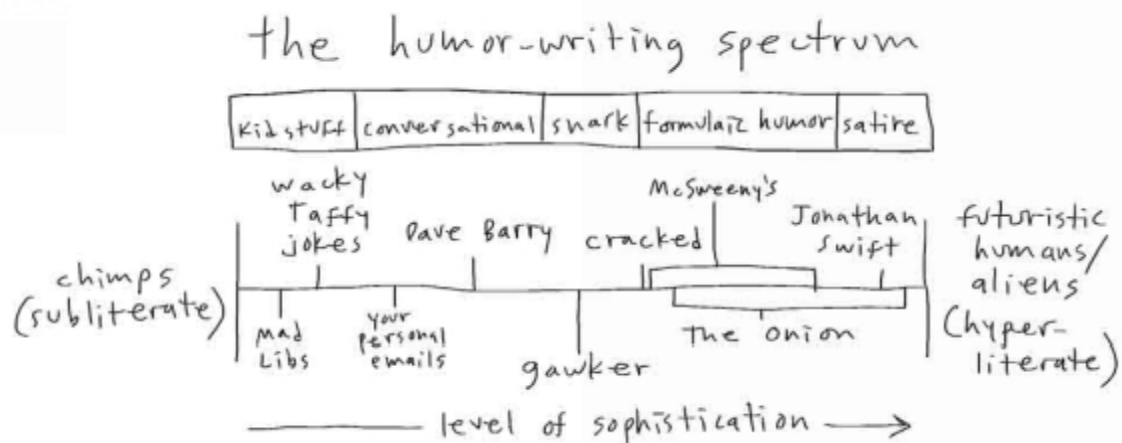 the humor-writing spectrum
kid stuff conversational snark formulaic humor satire
wacky
taffy
jokes
Dave Barry
cracked
McSweeny's
Jonathan
Swift
chimps
(subliterate)
futuristic
humans/
aliens
(hyper-
literate)
Mad
Libs
your
personal
emails
gawker
The Onion
level of sophistication